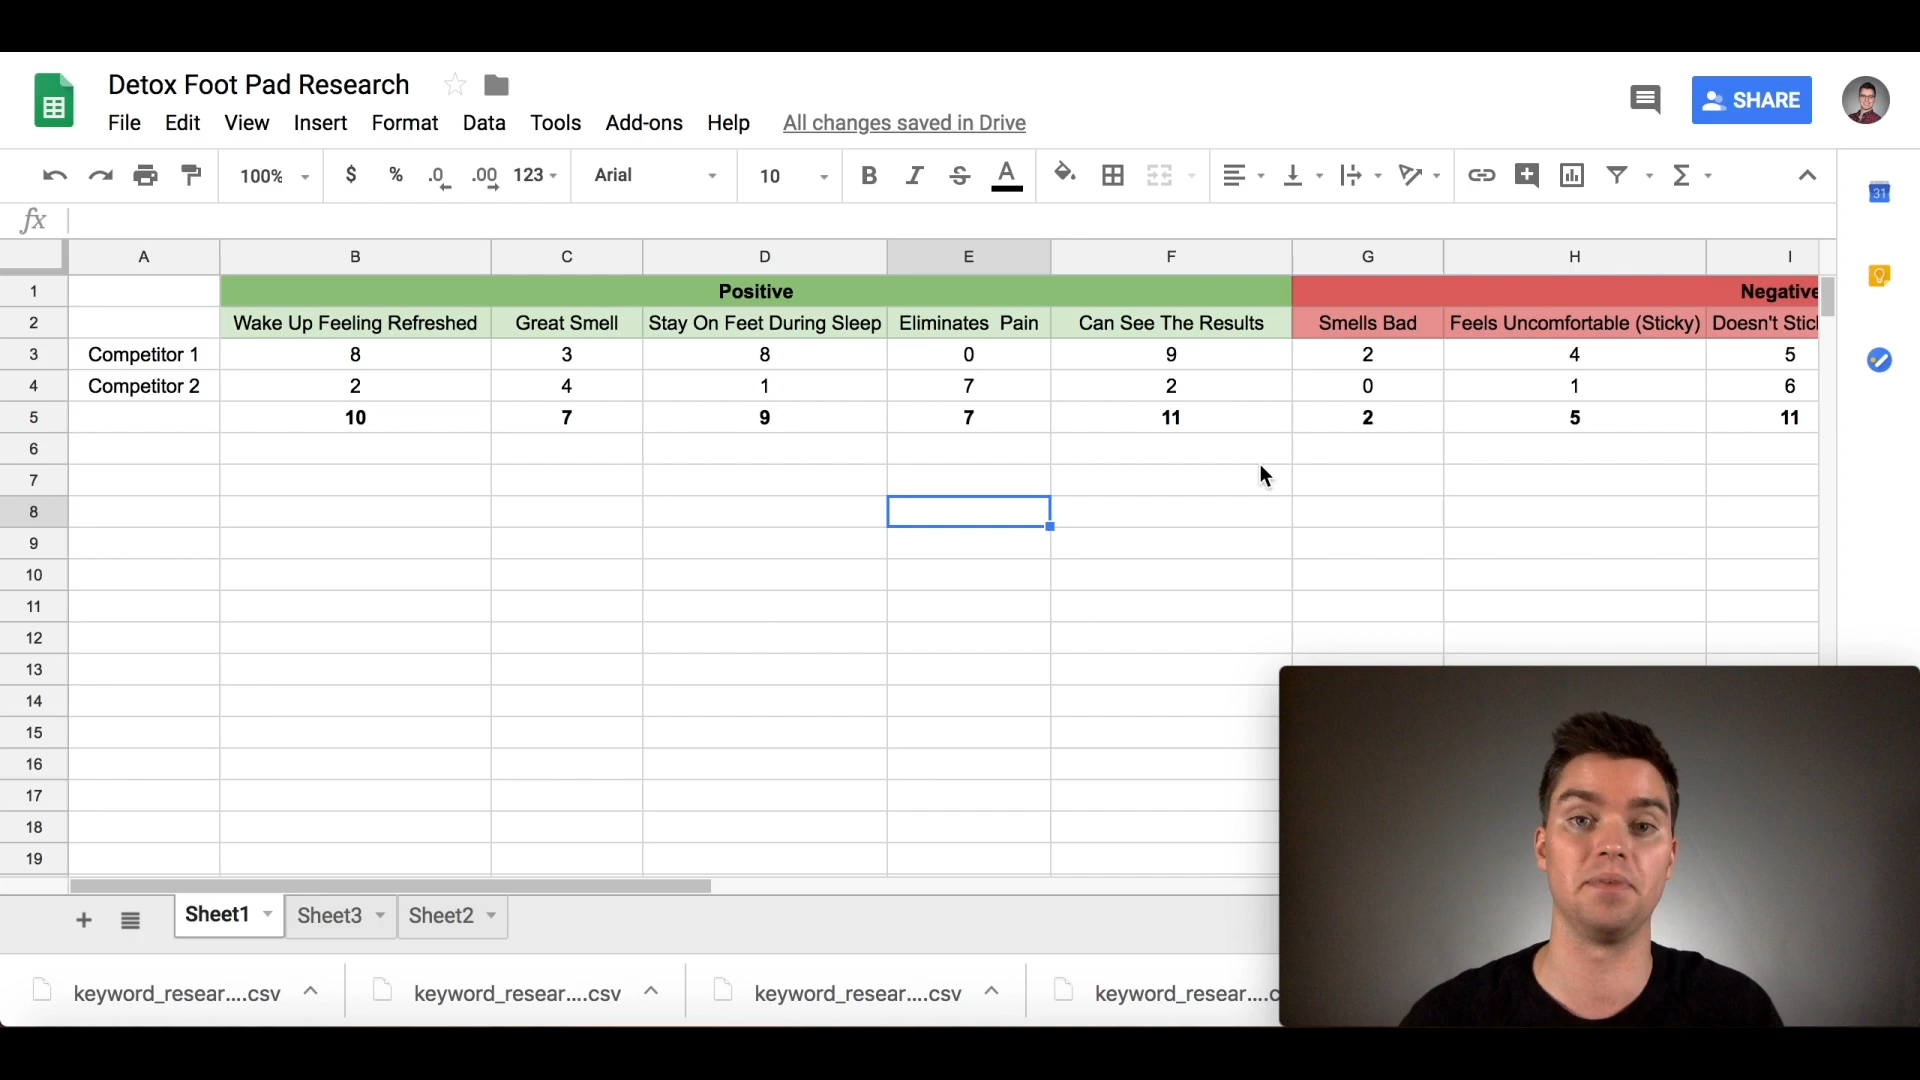 Detox Foot Pad Research
SHARE
File Edit View Insert Format Data Tools Add-ons Help All changes saved in Drive
100% $ % .0 .00 123 Arial 10 B I S A
31
fx
A B C D E F G H I
1 Positive Negative
2 Wake Up Feeling Refreshed Great Smell Stay On Feet During Sleep Eliminates Pain Can See The Results Smells Bad Feels Uncomfortable (Sticky) Doesn't
3 Competitor 1 8 3 8 0 9 2 4 5
4 Competitor 2 2 4 1 7 2 0 1 6
5 10 7 9 7 11 2 5 11
6
7
8
9
10
11
12
13
14
15
16
17
18
19
Sheet1 Sheet3 Sheet2
keyword_resear....csv keyword_resear....csv keyword_resear....csv keyword_resear....c